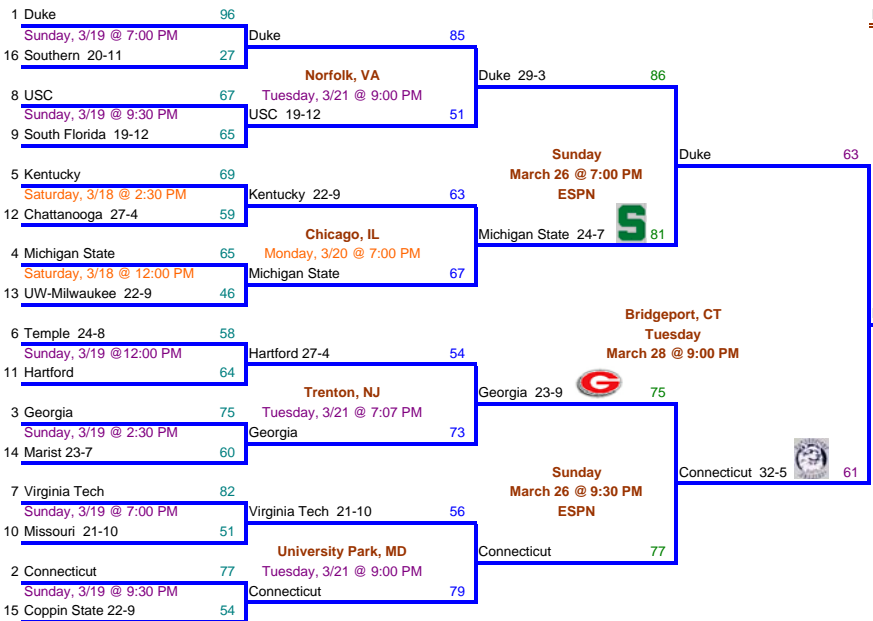 1 Duke 96
Sunday, 3/19 @ 7:00 PM
Duke 85
16 Southern 20-11 27
Norfolk, VA
Duke 29-3 86
8 USC 67
Tuesday, 3/21 @ 9:00 PM
Sunday, 3/19 @ 9:30 PM
USC 19-12 51
9 South Florida 19-12 65
Sunday
Duke 63
5 Kentucky 69
March 26 @ 7:00 PM
Saturday, 3/18 @ 2:30 PM
Kentucky 22-9 63
ESPN
12 Chattanooga 27-4 59
Chicago, IL
Michigan State 24-7 S 81
4 Michigan State 65
Monday, 3/20 @ 7:00 PM
Saturday, 3/18 @ 12:00 PM
Michigan State 67
13 UW-Milwaukee 22-9 46
Bridgeport, CT
6 Temple 24-8 58
Tuesday
Sunday, 3/19 @12:00 PM
Hartford 27-4 54
March 28 @ 9:00 PM
11 Hartford 64
Trenton, NJ
Georgia 23-9 G 75
3 Georgia 75
Tuesday, 3/21 @ 7:07 PM
Sunday, 3/19 @ 2:30 PM
Georgia 73
14 Marist 23-7 60
Sunday
Connecticut 32-5 61
7 Virginia Tech 82
March 26 @ 9:30 PM
Sunday, 3/19 @ 7:00 PM
Virginia Tech 21-10 56
ESPN
10 Missouri 21-10 51
University Park, MD
Connecticut 77
2 Connecticut 77
Tuesday, 3/21 @ 9:00 PM
Sunday, 3/19 @ 9:30 PM
Connecticut 79
15 Coppin State 22-9 54